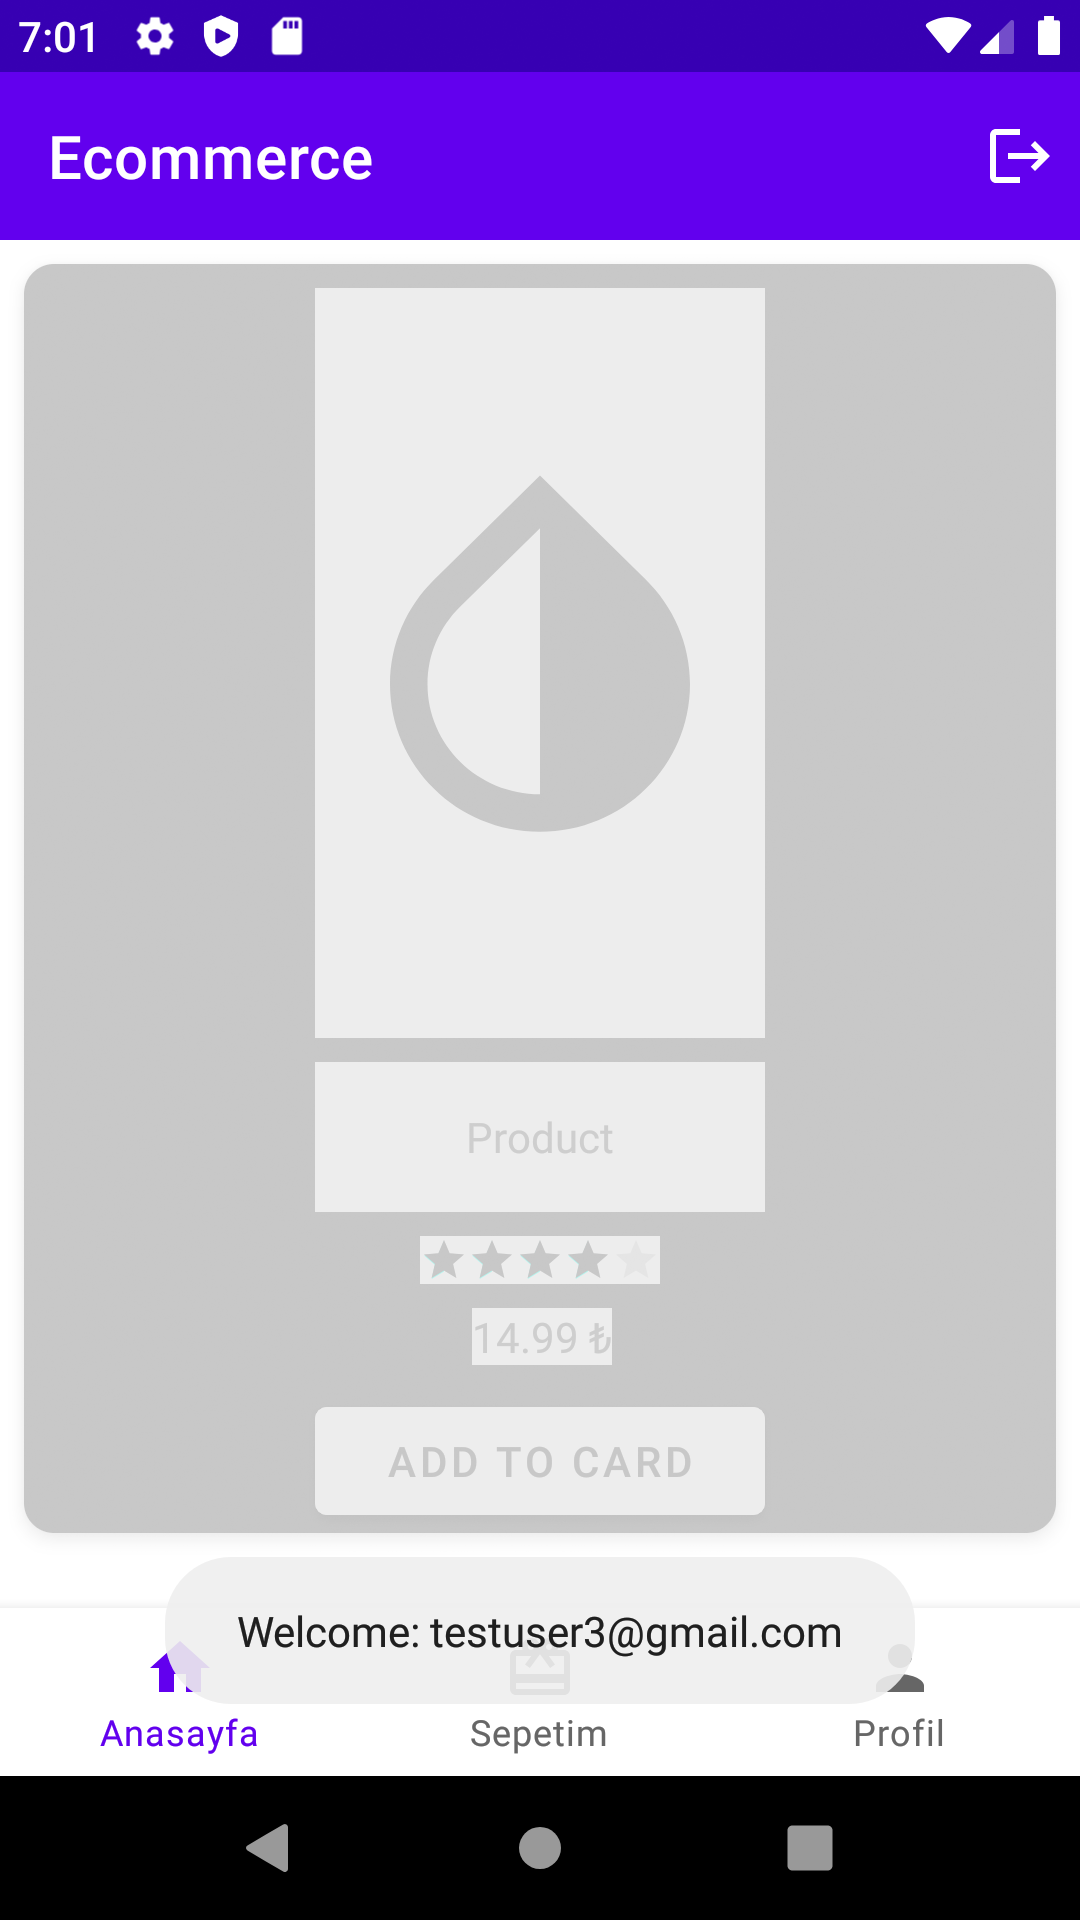 7:01
Ecommerce
Product
14.99 ₺
ADD TO CARD
Welcome: testuser3@gmail.com
Anasayfa
Sepetim
Profil